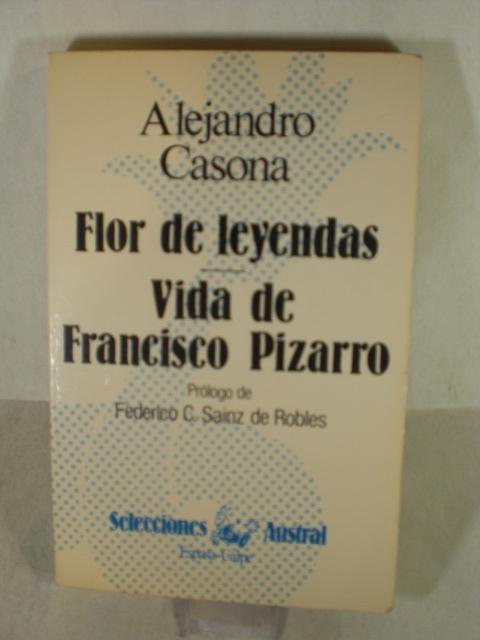 Alejandro
Casona
Flor de leyendas
Vida de
Francisco Pizarro
Prólogo de
Federico C. Sainz de Robles
Selecciones Austral
Espasa-Calpe